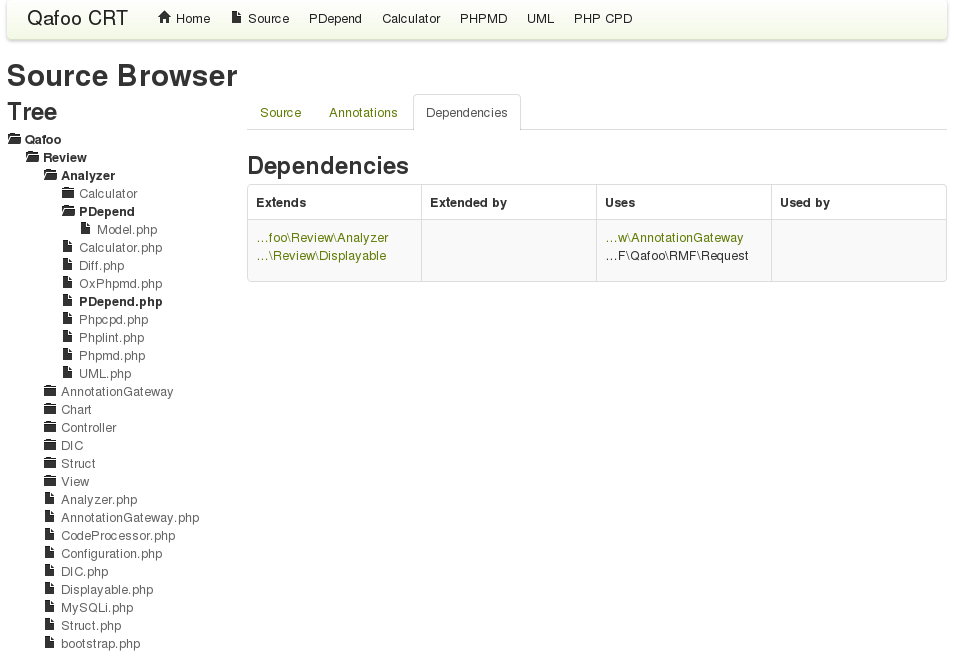 Qafoo CRT Home Source PDepend Calculator PHPMD UML PHP CPD
Source Browser
Tree
Qafoo
Review
Analyzer
Calculator
PDepend
Model.php
Calculator.php
Diff.php
OxPhpmd.php
PDepend.php
Phpcpd.php
Phplint.php
Phpmd.php
UML.php
AnnotationGateway
Chart
Controller
DIC
Struct
View
Analyzer.php
AnnotationGateway.php
CodeProcessor.php
Configuration.php
DIC.php
Displayable.php
MySQLi.php
Struct.php
bootstrap.php
Source Annotations Dependencies
Dependencies
Extends Extended by Uses Used by
...foo\Review\Analyzer ...w\AnnotationGateway
...\Review\Displayable ...F\Qafoo\RMF\Request